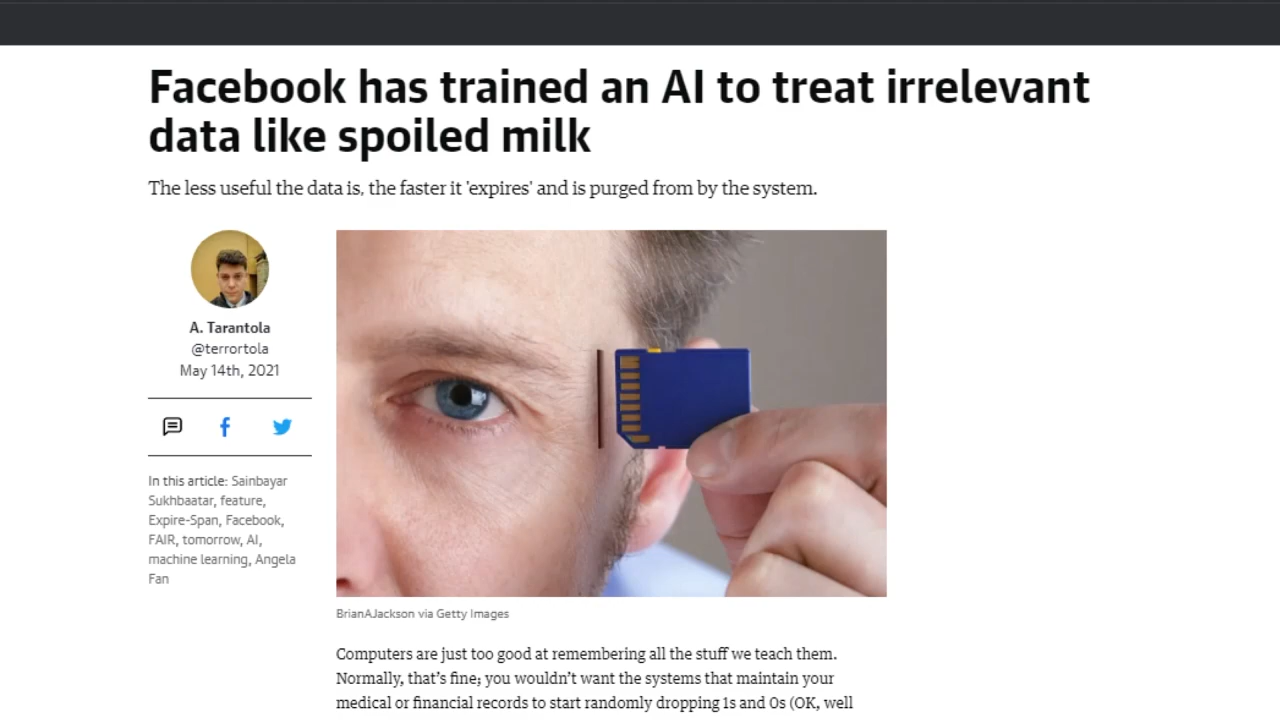 Facebook has trained an AI to treat irrelevant
data like spoiled milk
The less useful the data is, the faster it 'expires' and is purged from by the system.
A. Tarantola
@terrortola
May 14th, 2021
In this article: Sainbayar
Sukhbaatar, feature,
Expire-Span, Facebook,
FAIR, tomorrow, AI,
machine learning, Angela
Fan
BrianAJackson via Getty Images
Computers are just too good at remembering all the stuff we teach them.
Normally, that’s fine; you wouldn’t want the systems that maintain your
medical or financial records to start randomly dropping 1s and 0s (OK, well